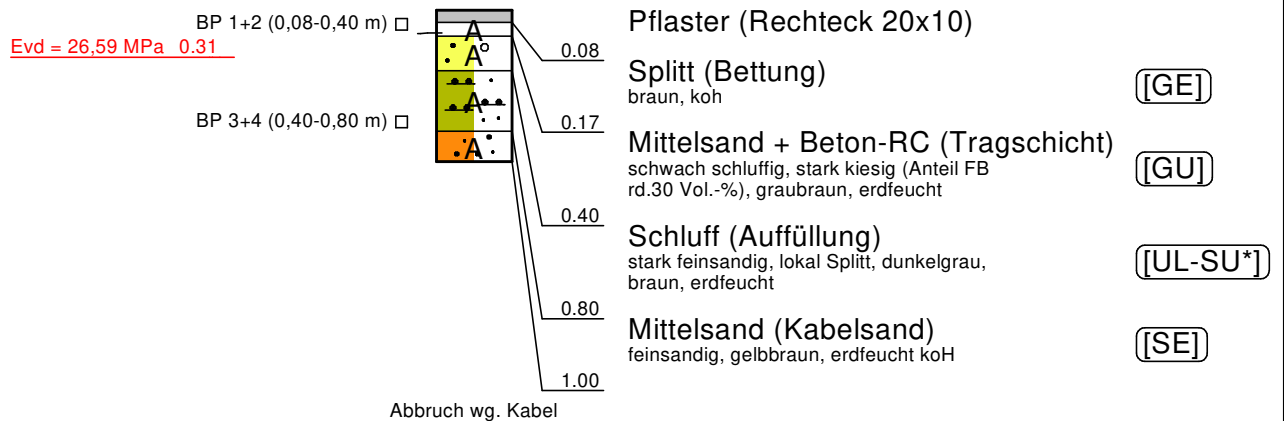 BP 1+2 (0,08-0,40 m)
Evd = 26,59 MPa 0.31
BP 3+4 (0,40-0,80 m)
A
A
A
A
0.08
0.17
0.40
0.80
1.00
Abbruch wg. Kabel
Pflaster (Rechteck 20x10)
Splitt (Bettung)
braun, koh
[GE]
Mittelsand + Beton-RC (Tragschicht)
schwach schluffig, stark kiesig (Anteil FB
rd.30 Vol.-%), graubraun, erdfeucht
[GU]
Schluff (Auffüllung)
stark feinsandig, lokal Splitt, dunkelgrau,
braun, erdfeucht
[UL-SU*]
Mittelsand (Kabelsand)
feinsandig, gelbbraun, erdfeucht koH
[SE]